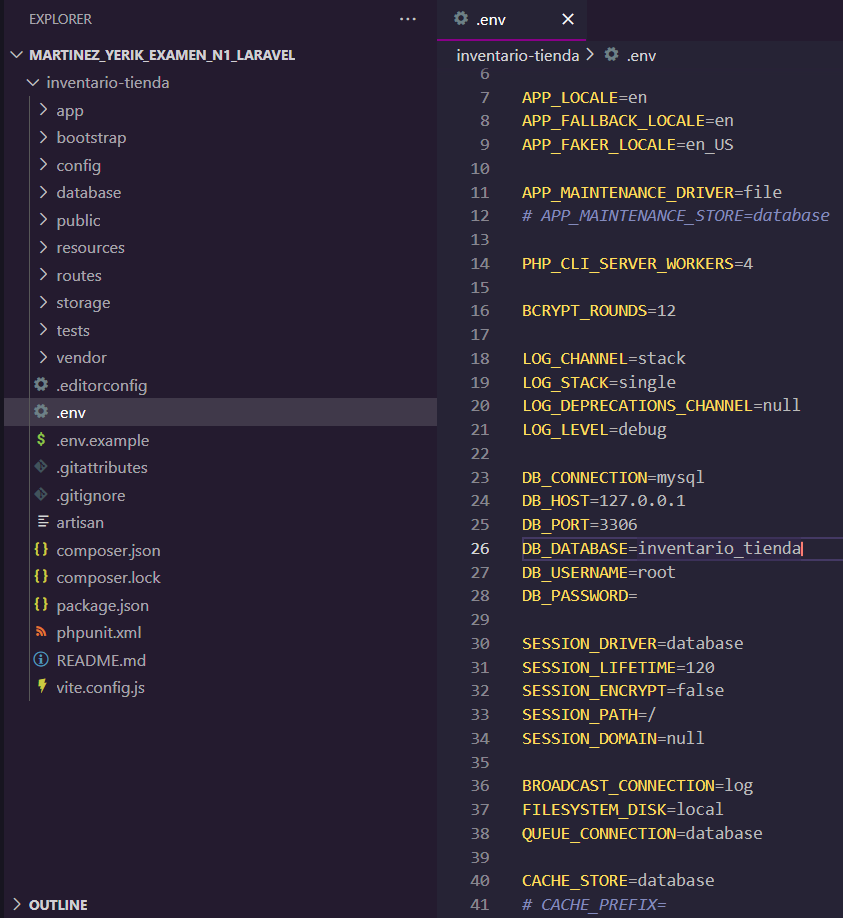 EXPLORER
...
MARTINEZ_YERIK_EXAMEN_N1_LARAVEL
inventario-tienda
app
bootstrap
config
database
public
resources
routes
storage
tests
vendor
.editorconfig
.env
.env.example
.gitattributes
.gitignore
artisan
composer.json
composer.lock
package.json
phpunit.xml
README.md
vite.config.js
OUTLINE
.env
inventario-tienda > .env
6
7 APP_LOCALE=en
8 APP_FALLBACK_LOCALE=en
9 APP_FAKER_LOCALE=en_US
10
11 APP_MAINTENANCE_DRIVER=file
12 # APP_MAINTENANCE_STORE=database
13
14 PHP_CLI_SERVER_WORKERS=4
15
16 BCRYPT_ROUNDS=12
17
18 LOG_CHANNEL=stack
19 LOG_STACK=single
20 LOG_DEPRECATIONS_CHANNEL=null
21 LOG_LEVEL=debug
22
23 DB_CONNECTION=mysql
24 DB_HOST=127.0.0.1
25 DB_PORT=3306
26 DB_DATABASE=inventario_tienda
27 DB_USERNAME=root
28 DB_PASSWORD=
29
30 SESSION_DRIVER=database
31 SESSION_LIFETIME=120
32 SESSION_ENCRYPT=false
33 SESSION_PATH=/
34 SESSION_DOMAIN=null
35
36 BROADCAST_CONNECTION=log
37 FILESYSTEM_DISK=local
38 QUEUE_CONNECTION=database
39
40 CACHE_STORE=database
41 # CACHE_PREFIX=